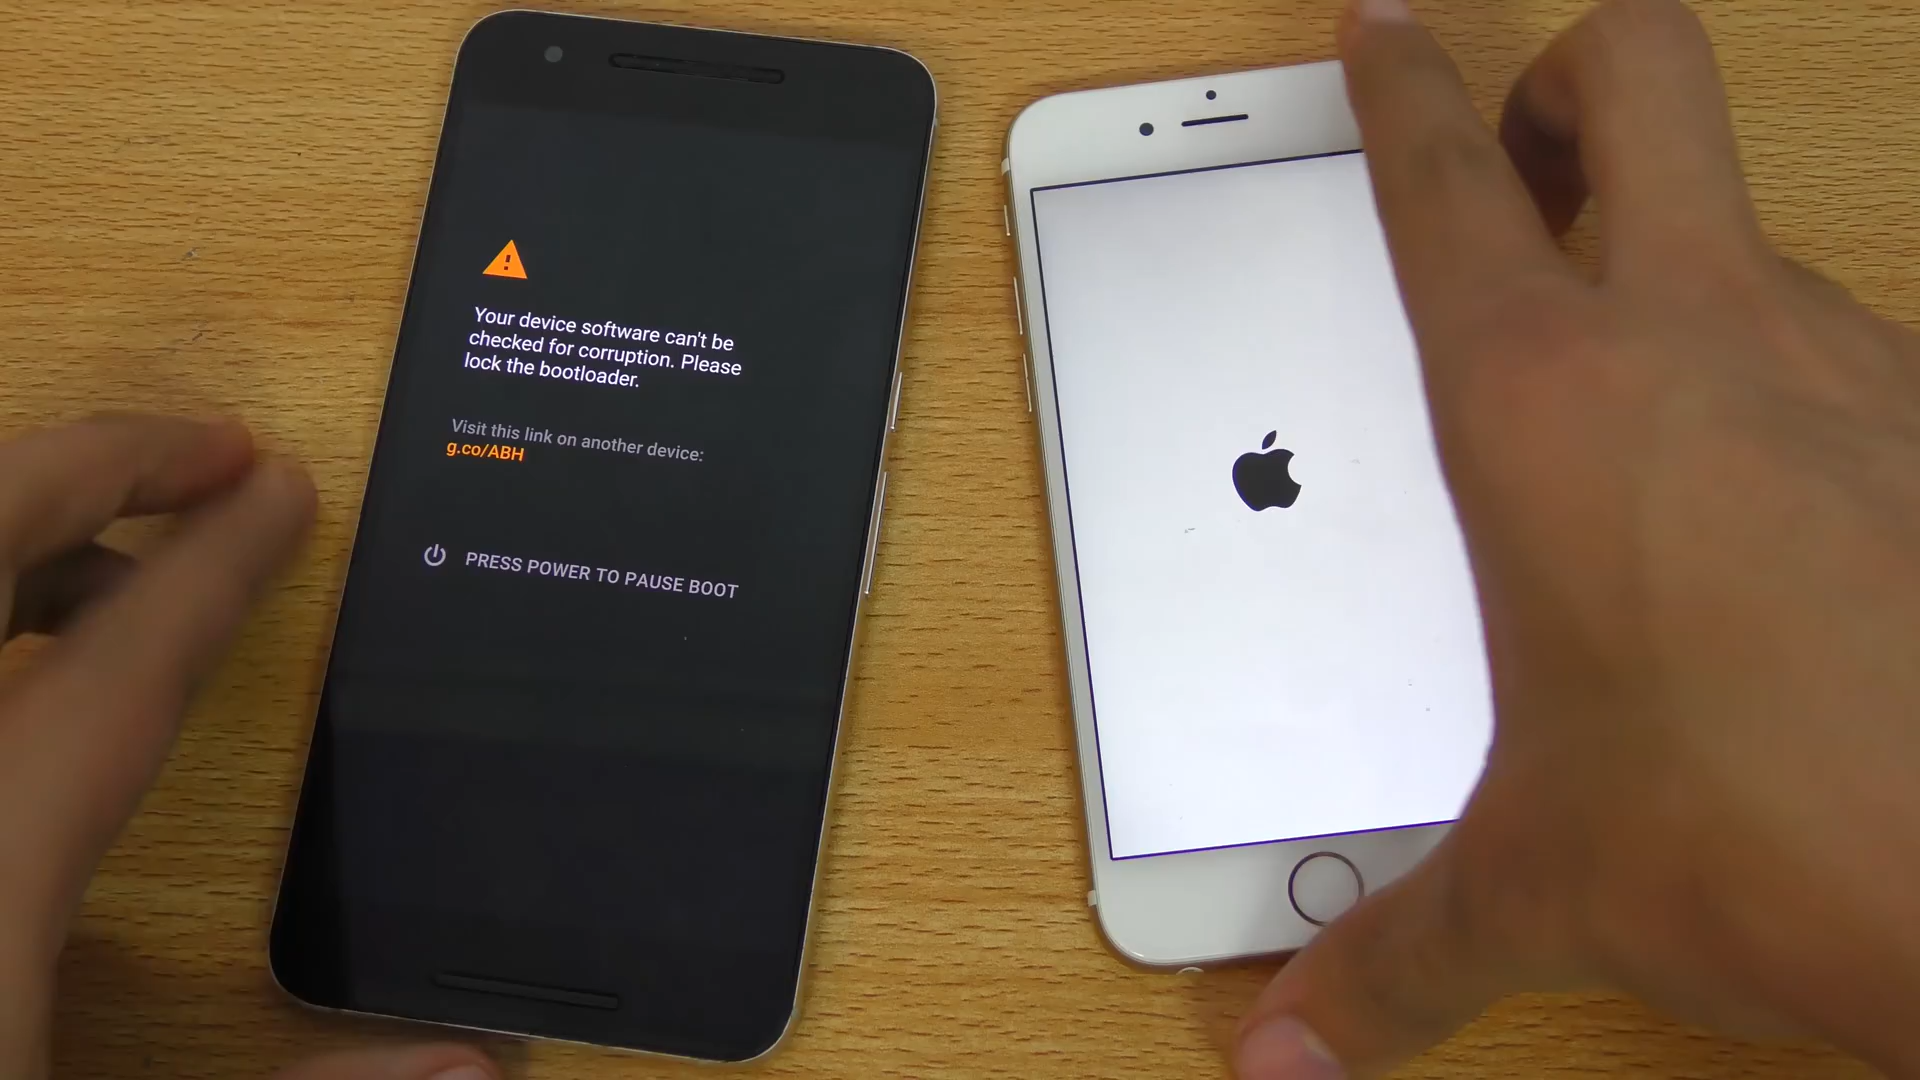 Your device software can't be
checked for corruption. Please
lock the bootloader.
Visit this link on another device:
g.co/ABH
PRESS POWER TO PAUSE BOOT